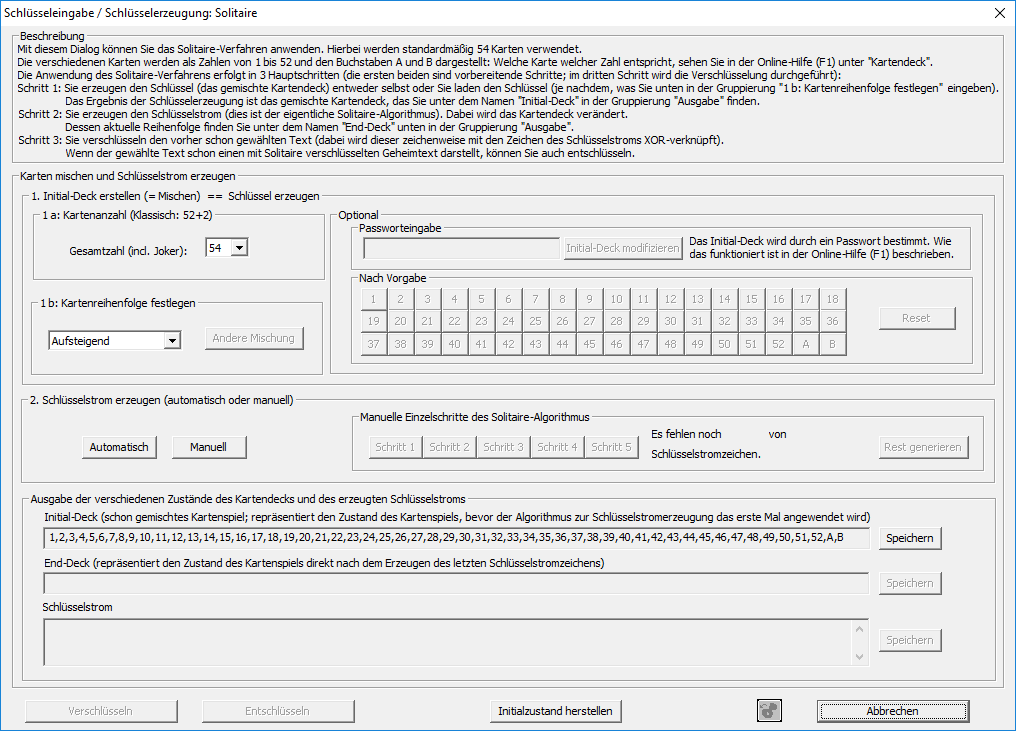 Schlüsseleingabe / Schlüsselerzeugung: Solitaire
Beschreibung
Mit diesem Dialog können Sie das Solitaire-Verfahren anwenden. Hierbei werden standardmäßig 54 Karten verwendet.
Die verschiedenen Karten werden als Zahlen von 1 bis 52 und den Buchstaben A und B dargestellt: Welche Karte welcher Zahl entspricht, sehen Sie in der Online-Hilfe (F1) unter "Kartendeck".
Die Anwendung des Solitaire-Verfahrens erfolgt in 3 Hauptschritten (die ersten beiden sind vorbereitende Schritte; im dritten Schritt wird die Verschlüsselung durchgeführt):
Schritt 1: Sie erzeugen den Schlüssel (das gemischte Kartendeck) entweder selbst oder Sie laden den Schlüssel (je nachdem, was Sie unten in der Gruppierung "1 b: Kartenreihenfolge festlegen" eingeben).
Das Ergebnis der Schlüsselerzeugung ist das gemischte Kartendeck, das Sie unter dem Namen "Initial-Deck" in der Gruppierung "Ausgabe" finden.
Schritt 2: Sie erzeugen den Schlüsselstrom (dies ist der eigentliche Solitaire-Algorithmus). Dabei wird das Kartendeck verändert.
Dessen aktuelle Reihenfolge finden Sie unter dem Namen "End-Deck" unten in der Gruppierung "Ausgabe".
Schritt 3: Sie verschlüsseln den vorher schon gewählten Text (dabei wird dieser zeichenweise mit den Zeichen des Schlüsselstroms XOR-verknüpft).
Wenn der gewählte Text schon einen mit Solitaire verschlüsselten Geheimtext darstellt, können Sie auch entschlüsseln.
Karten mischen und Schlüsselstrom erzeugen
1. Initial-Deck erstellen (= Mischen) == Schlüssel erzeugen
1 a: Kartenanzahl (Klassisch: 52+2)
Gesamtzahl (incl. Joker): 54
1 b: Kartenreihenfolge festlegen
Aufsteigend Andere Mischung
Optional
Passworteingabe
Initial-Deck modifizieren
Das Initial-Deck wird durch ein Passwort bestimmt. Wie
das funktioniert ist in der Online-Hilfe (F1) beschrieben.
Nach Vorgabe
1 2 3 4 5 6 7 8 9 10 11 12 13 14 15 16 17 18
19 20 21 22 23 24 25 26 27 28 29 30 31 32 33 34 35 36
37 38 39 40 41 42 43 44 45 46 47 48 49 50 51 52 A B
Reset
2. Schlüsselstrom erzeugen (automatisch oder manuell)
Automatisch Manuell
Manuelle Einzelschritte des Solitaire-Algorithmus
Schritt 1 Schritt 2 Schritt 3 Schritt 4 Schritt 5
Es fehlen noch von
Schlüsselstromzeichen.
Rest generieren
Ausgabe der verschiedenen Zustände des Kartendecks und des erzeugten Schlüsselstroms
Initial-Deck (schon gemischtes Kartenspiel; repräsentiert den Zustand des Kartenspiels, bevor der Algorithmus zur Schlüsselstromerzeugung das erste Mal angewendet wird)
1,2,3,4,5,6,7,8,9,10,11,12,13,14,15,16,17,18,19,20,21,22,23,24,25,26,27,28,29,30,31,32,33,34,35,36,37,38,39,40,41,42,43,44,45,46,47,48,49,50,51,52,A,B
Speichern
End-Deck (repräsentiert den Zustand des Kartenspiels direkt nach dem Erzeugen des letzten Schlüsselstromzeichens)
Speichern
Schlüsselstrom
Speichern
Verschlüsseln Entschlüsseln Initialzustand herstellen Abbrechen